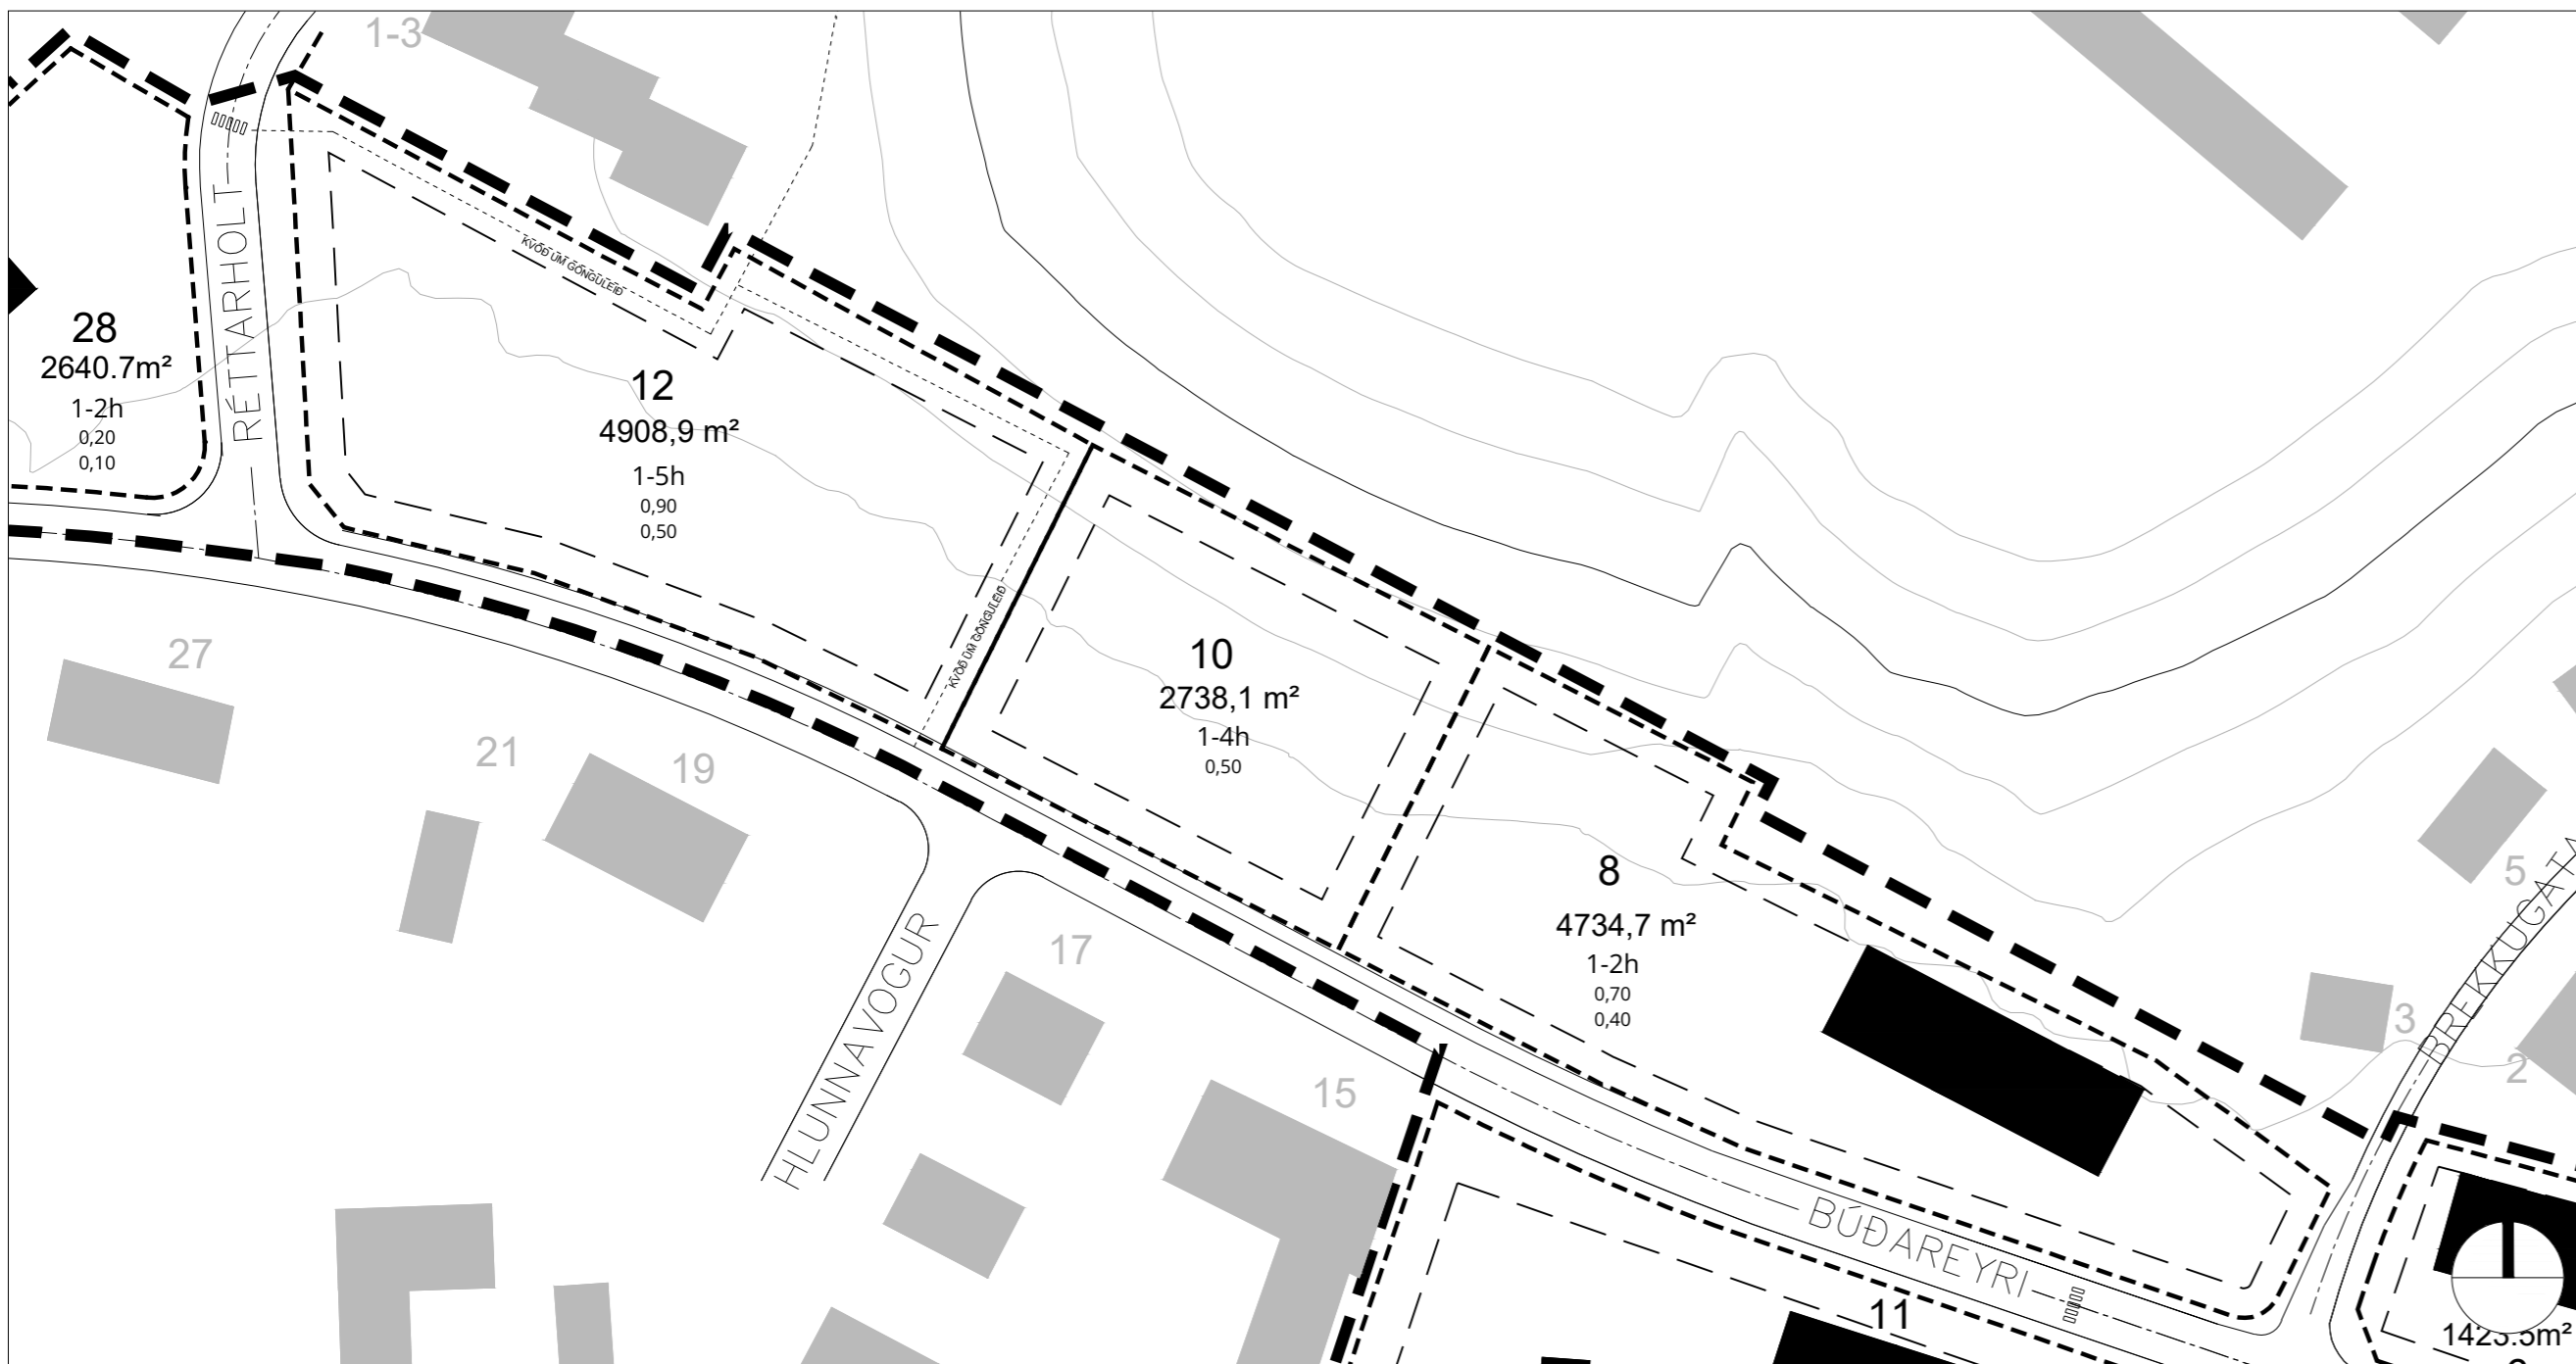 1-3
RÉTTARHOLT
KVÖÐ UM GÖNGULEIÐ
28
2640.7m²
1-2h
0,20
0,10
12
4908,9 m²
1-5h
0,90
0,50
KVÖÐ UM GÖNGULEIÐ
10
2738,1 m²
1-4h
0,50
27
21
19
17
15
HLUNNAVOGUR
8
4734,7 m²
1-2h
0,70
0,40
5
3
2
BREKKUGATA
BÚÐAREYRI
11
1423.5m²